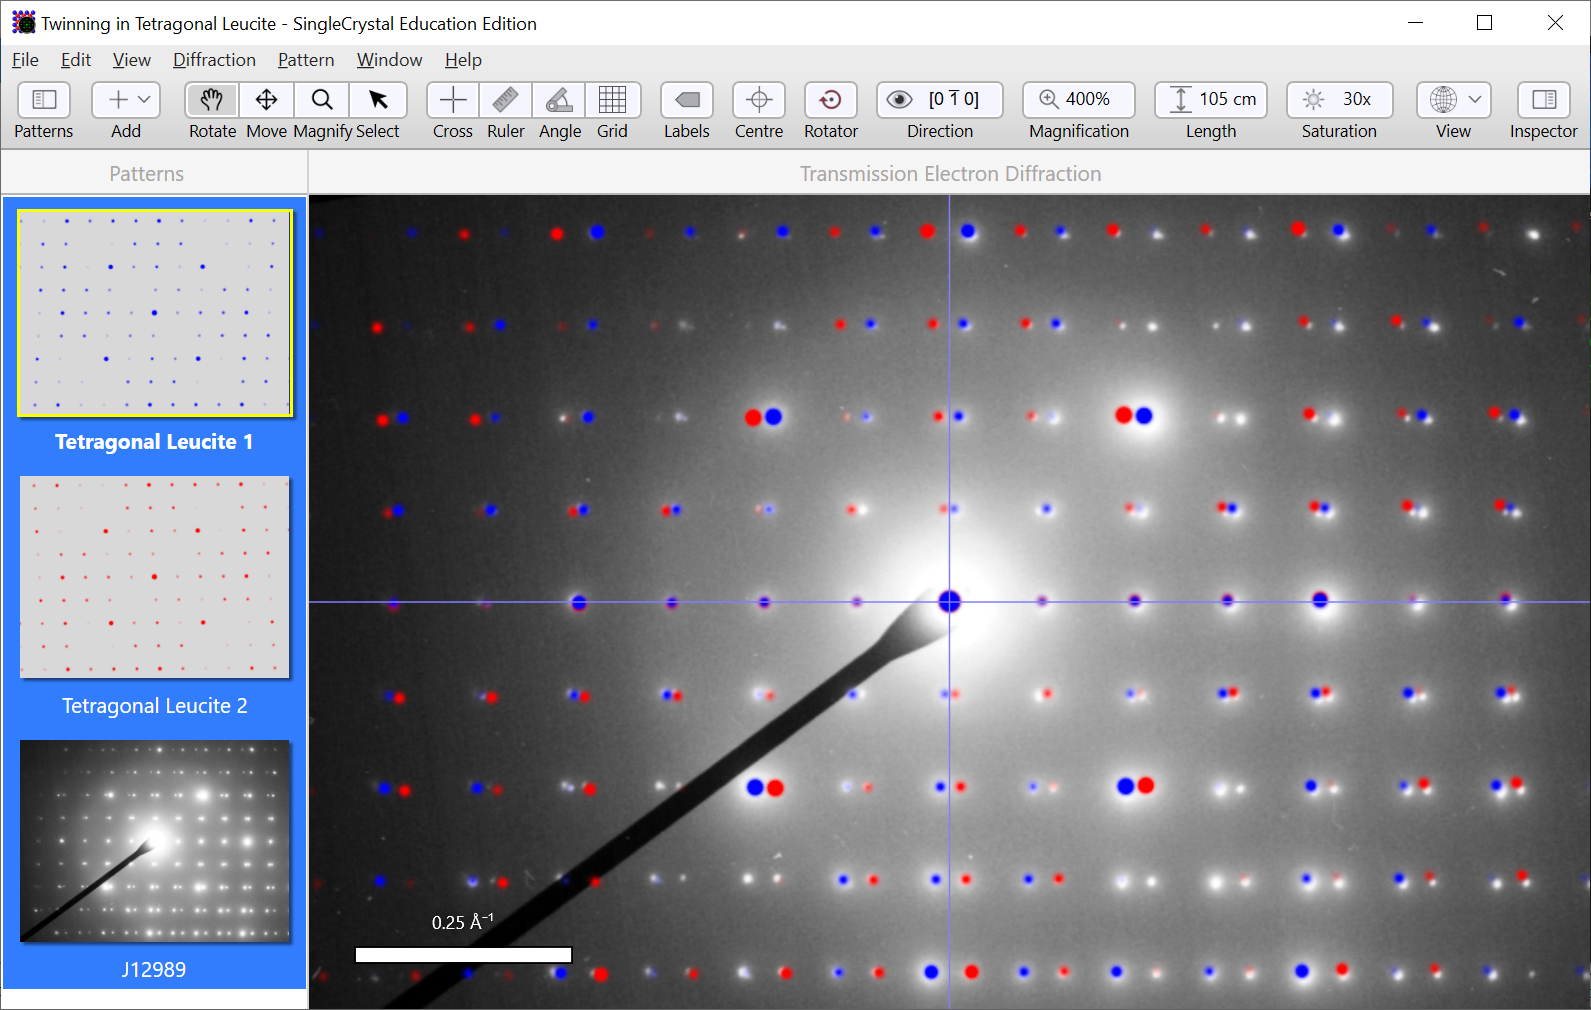 Twinning in Tetragonal Leucite - SingleCrystal Education Edition
File Edit View Diffraction Pattern Window Help
[0 1̅ 0] 400% 105 cm 30x
Patterns Add Rotate Move Magnify Select Cross Ruler Angle Grid Labels Centre Rotator Direction Magnification Length Saturation View Inspector
Patterns Transmission Electron Diffraction
Tetragonal Leucite 1
Tetragonal Leucite 2
J12989
0.25 Å⁻¹